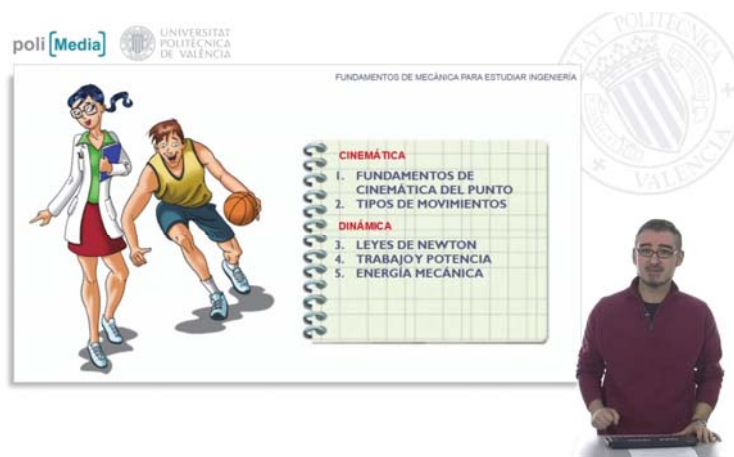 poli [Media]
UNIVERSITAT
POLITÈCNICA
DE VALÈNCIA
POLITECNICA
VALENCIA
FUNDAMENTOS DE MECÁNICA PARA ESTUDIAR INGENIERÍA
CINEMÁTICA
1. FUNDAMENTOS DE
CINEMÁTICA DEL PUNTO
2. TIPOS DE MOVIMIENTOS
DINÁMICA
3. LEYES DE NEWTON
4. TRABAJO Y POTENCIA
5. ENERGÍA MECÁNICA